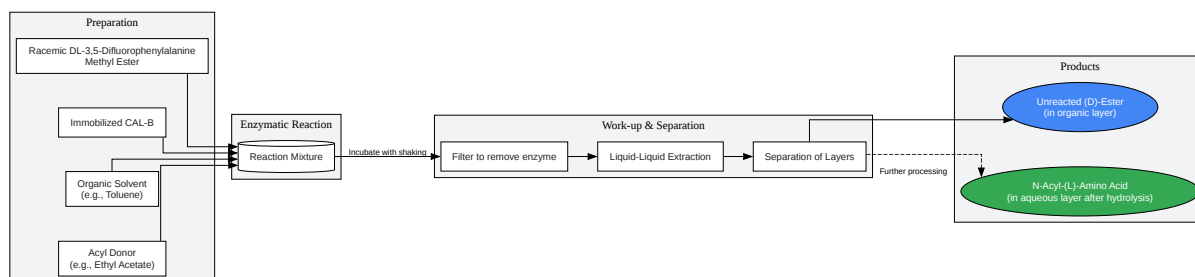 Preparation
Racemic DL-3,5-Difluorophenylalanine
Methyl Ester
Immobilized CAL-B
Organic Solvent
(e.g., Toluene)
Acyl Donor
(e.g., Ethyl Acetate)
Enzymatic Reaction
Reaction Mixture
Incubate with shaking
Work-up & Separation
Filter to remove enzyme
Liquid-Liquid Extraction
Separation of Layers
Further processing
Products
Unreacted (D)-Ester
(in organic layer)
N-Acyl-(L)-Amino Acid
(in aqueous layer after hydrolysis)